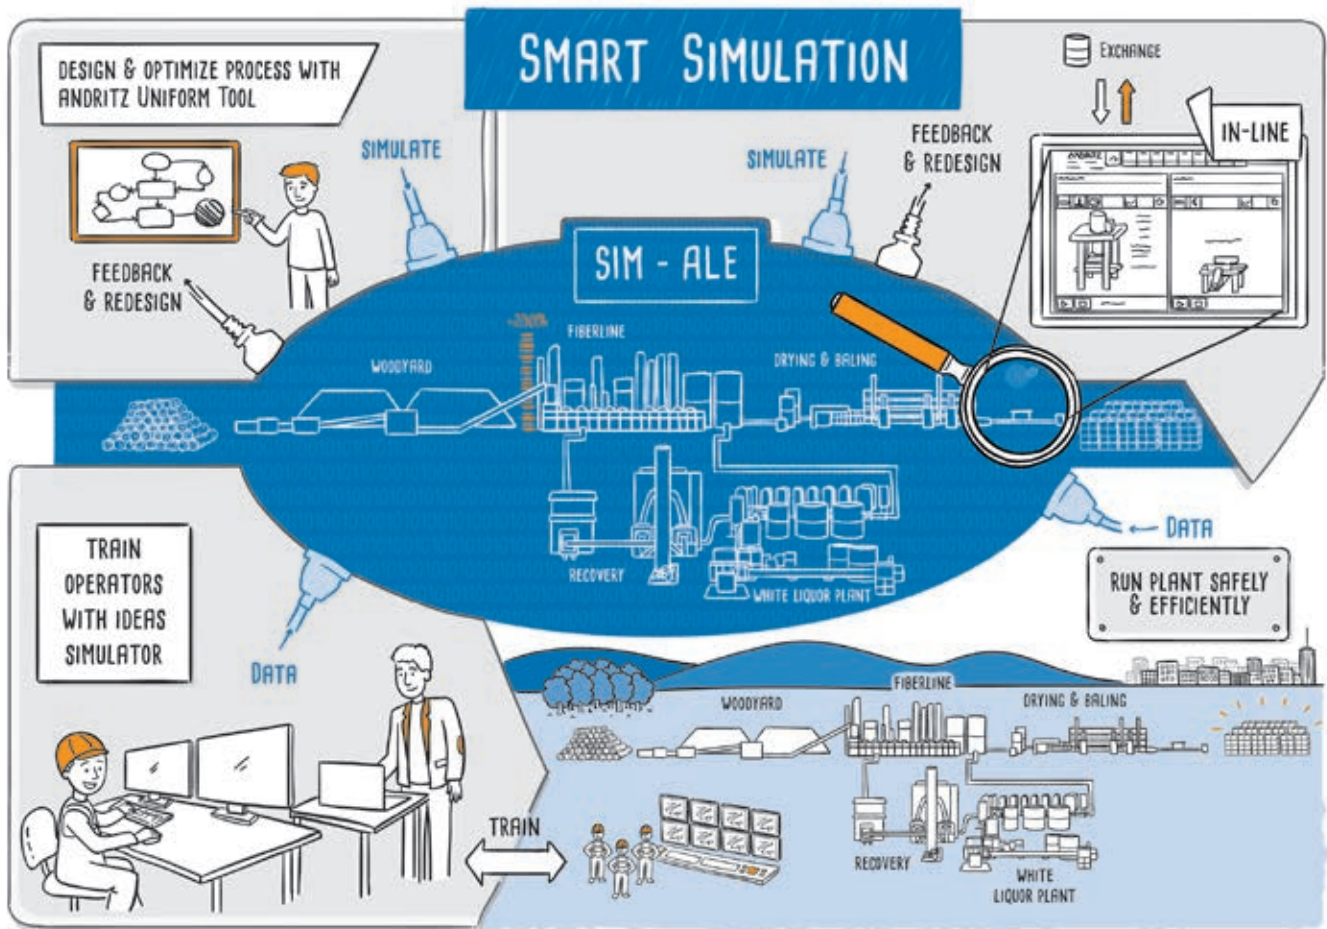 SMART SIMULATION
DESIGN & OPTIMIZE PROCESS WITH
ANDRITZ UNIFORM TOOL
SIMULATE
FEEDBACK
& REDESIGN
SIMULATE
FEEDBACK
& REDESIGN
EXCHANGE
IN-LINE
ANDRITZ
SIM - ALE
WOODYARD
FIBERLINE
DRYING & BALING
RECOVERY
WHITE LIQUOR PLANT
DATA
TRAIN
OPERATORS
WITH IDEAS
SIMULATOR
DATA
RUN PLANT SAFELY
& EFFICIENTLY
WOODYARD
FIBERLINE
DRYING & BALING
RECOVERY
WHITE
LIQUOR PLANT
TRAIN